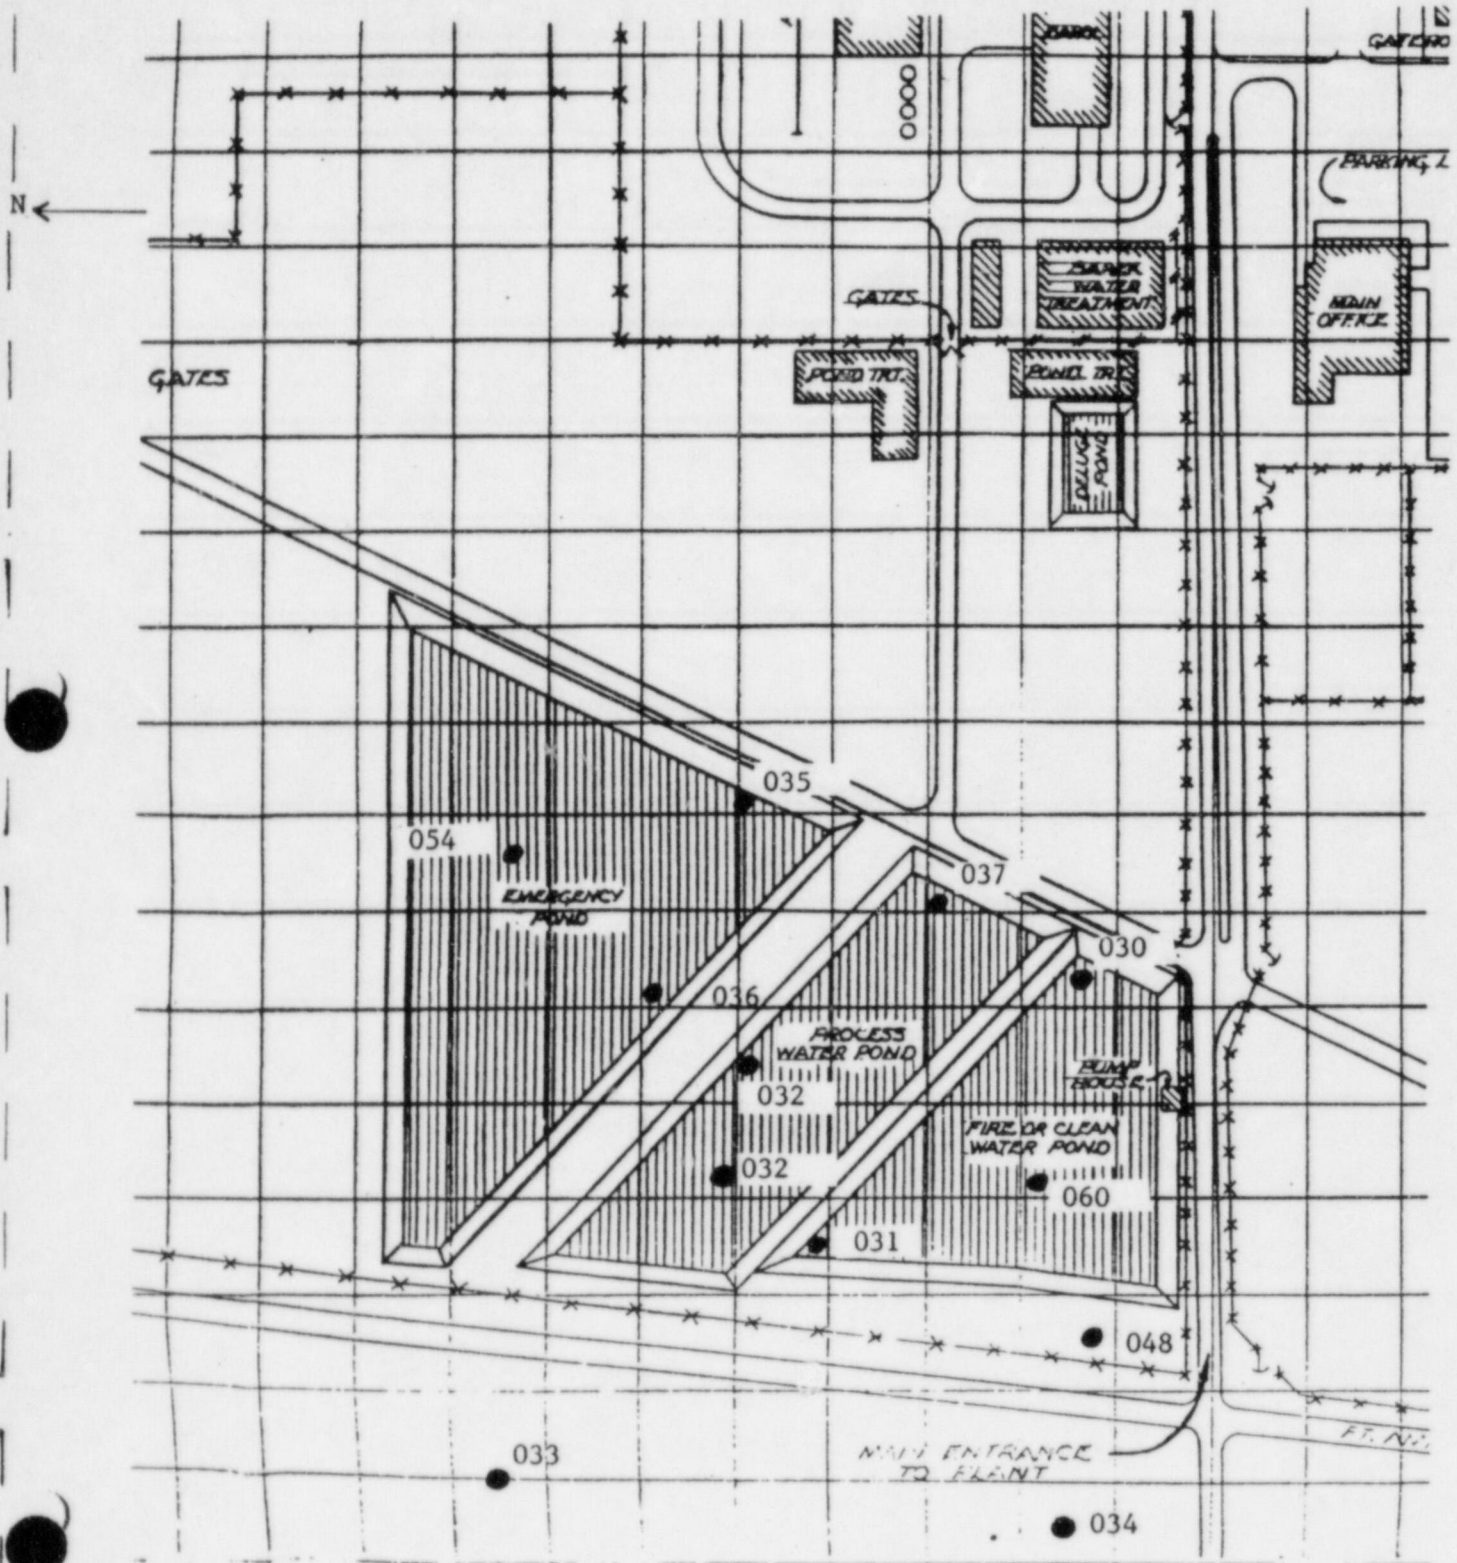 GATEHO
N
PARKING L
WATER
TREATMENT
GATES
MAIN
OFFICE
GATES
POND TRT.
POND TRT.
DELUGE
POND
035
054
037
EMERGENCY
POND
030
036
PROCESS
WATER POND
PUMP
HOUSE
032
FIRE OR CLEAN
WATER POND
032
060
031
048
MAIN ENTRANCE
TO PLANT
033
034